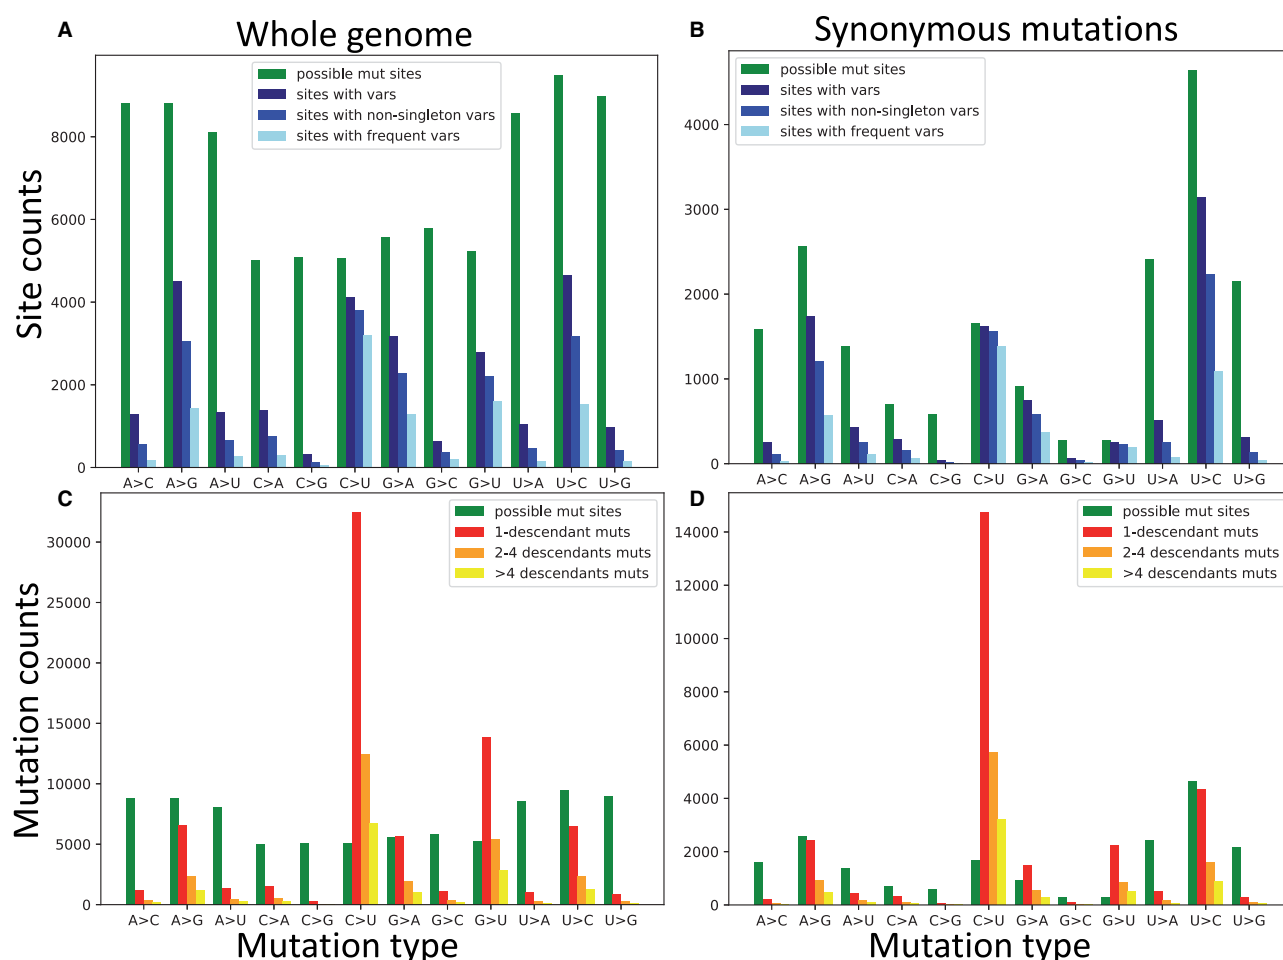 A Whole genome
possible mut sites
sites with vars
sites with non-singleton vars
sites with frequent vars
Site counts
8000
6000
4000
2000
0
A>C A>G A>U C>A C>G C>U G>A G>C G>U U>A U>C U>G
B Synonymous mutations
possible mut sites
sites with vars
sites with non-singleton vars
sites with frequent vars
4000
3000
2000
1000
0
A>C A>G A>U C>A C>G C>U G>A G>C G>U U>A U>C U>G
C
possible mut sites
1-descendant muts
2-4 descendants muts
>4 descendants muts
Mutation counts
30000
25000
20000
15000
10000
5000
0
A>C A>G A>U C>A C>G C>U G>A G>C G>U U>A U>C U>G
Mutation type
D
possible mut sites
1-descendant muts
2-4 descendants muts
>4 descendants muts
14000
12000
10000
8000
6000
4000
2000
0
A>C A>G A>U C>A C>G C>U G>A G>C G>U U>A U>C U>G
Mutation type